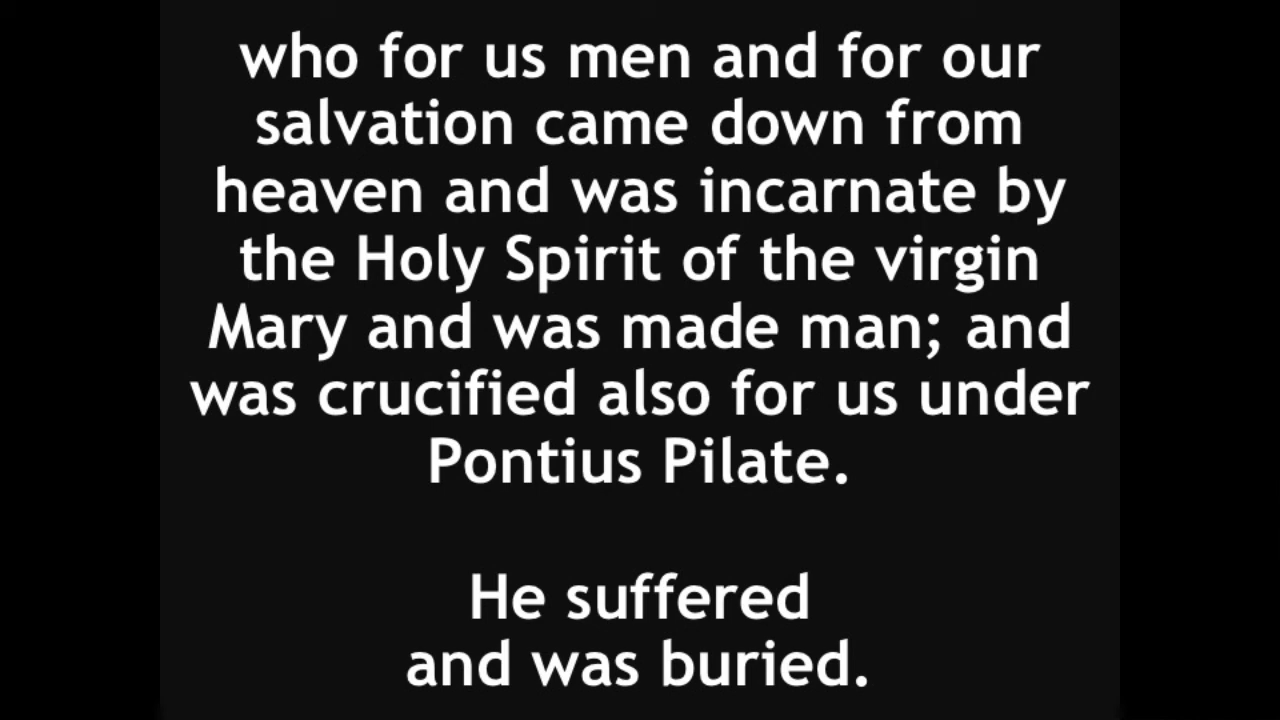 who for us men and for our
salvation came down from
heaven and was incarnate by
the Holy Spirit of the virgin
Mary and was made man; and
was crucified also for us under
Pontius Pilate.
He suffered
and was buried.